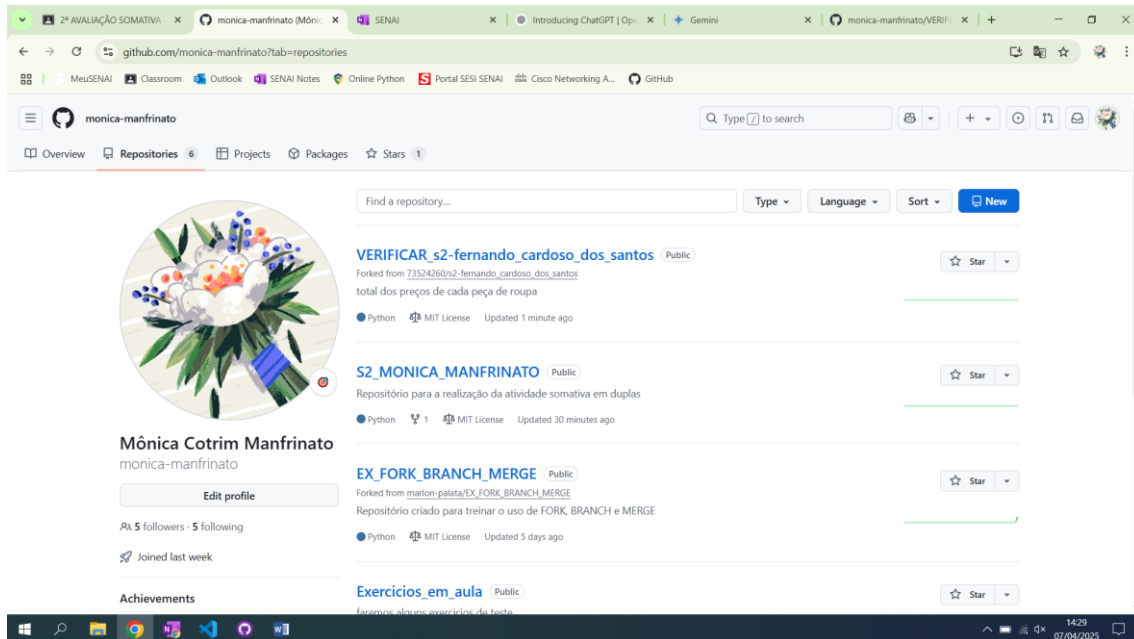 2ª AVALIAÇÃO SOMATIVA
monica-manfrinato (Mônic
SENAI
Introducing ChatGPT | Ope
Gemini
monica-manfrinato/VERIFI
github.com/monica-manfrinato?tab=repositories
MeuSENAI Classroom Outlook SENAI Notes Online Python Portal SESI SENAI Cisco Networking A... GitHub
monica-manfrinato
Type / to search
Overview Repositories 6 Projects Packages Stars 1
Find a repository...
Type Language Sort New
VERIFICAR_s2-fernando_cardoso_dos_santos Public
Star
Forked from 73524260/s2-fernando_cardoso_dos_santos
total dos preços de cada peça de roupa
Python MIT License Updated 1 minute ago
S2_MONICA_MANFRINATO Public
Star
Repositório para a realização da atividade somativa em duplas
Python 1 MIT License Updated 30 minutes ago
EX_FORK_BRANCH_MERGE Public
Star
Forked from marlon-palata/EX_FORK_BRANCH_MERGE
Repositório criado para treinar o uso de FORK, BRANCH e MERGE
Python MIT License Updated 5 days ago
Exercicios_em_aula Public
Star
faremos alguns exercicios de teste
Mônica Cotrim Manfrinato
monica-manfrinato
Edit profile
5 followers · 5 following
Joined last week
Achievements
14:29
07/04/2025